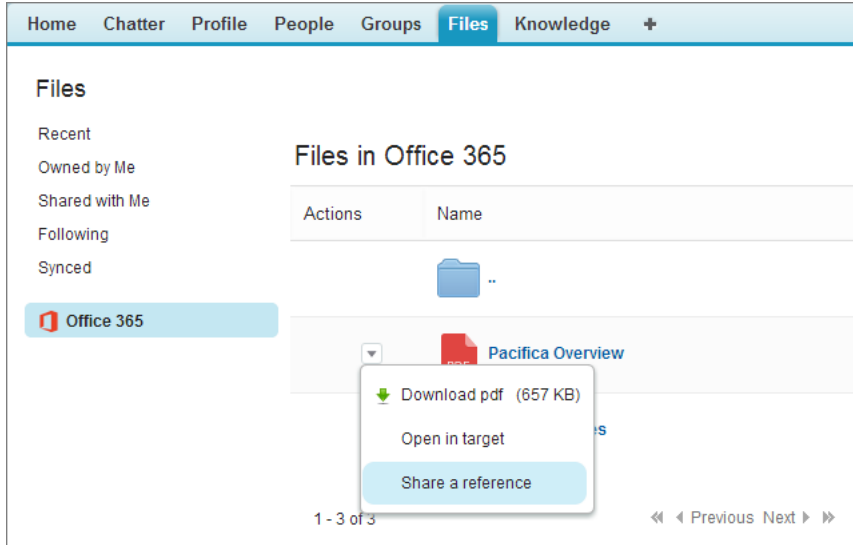 Home Chatter Profile People Groups Files Knowledge +
Files
Recent
Owned by Me
Shared with Me
Following
Synced
Office 365
Files in Office 365
Actions Name
..
Pacifica Overview
Download pdf (657 KB)
Open in target
Share a reference
1 - 3 of 3 Previous Next